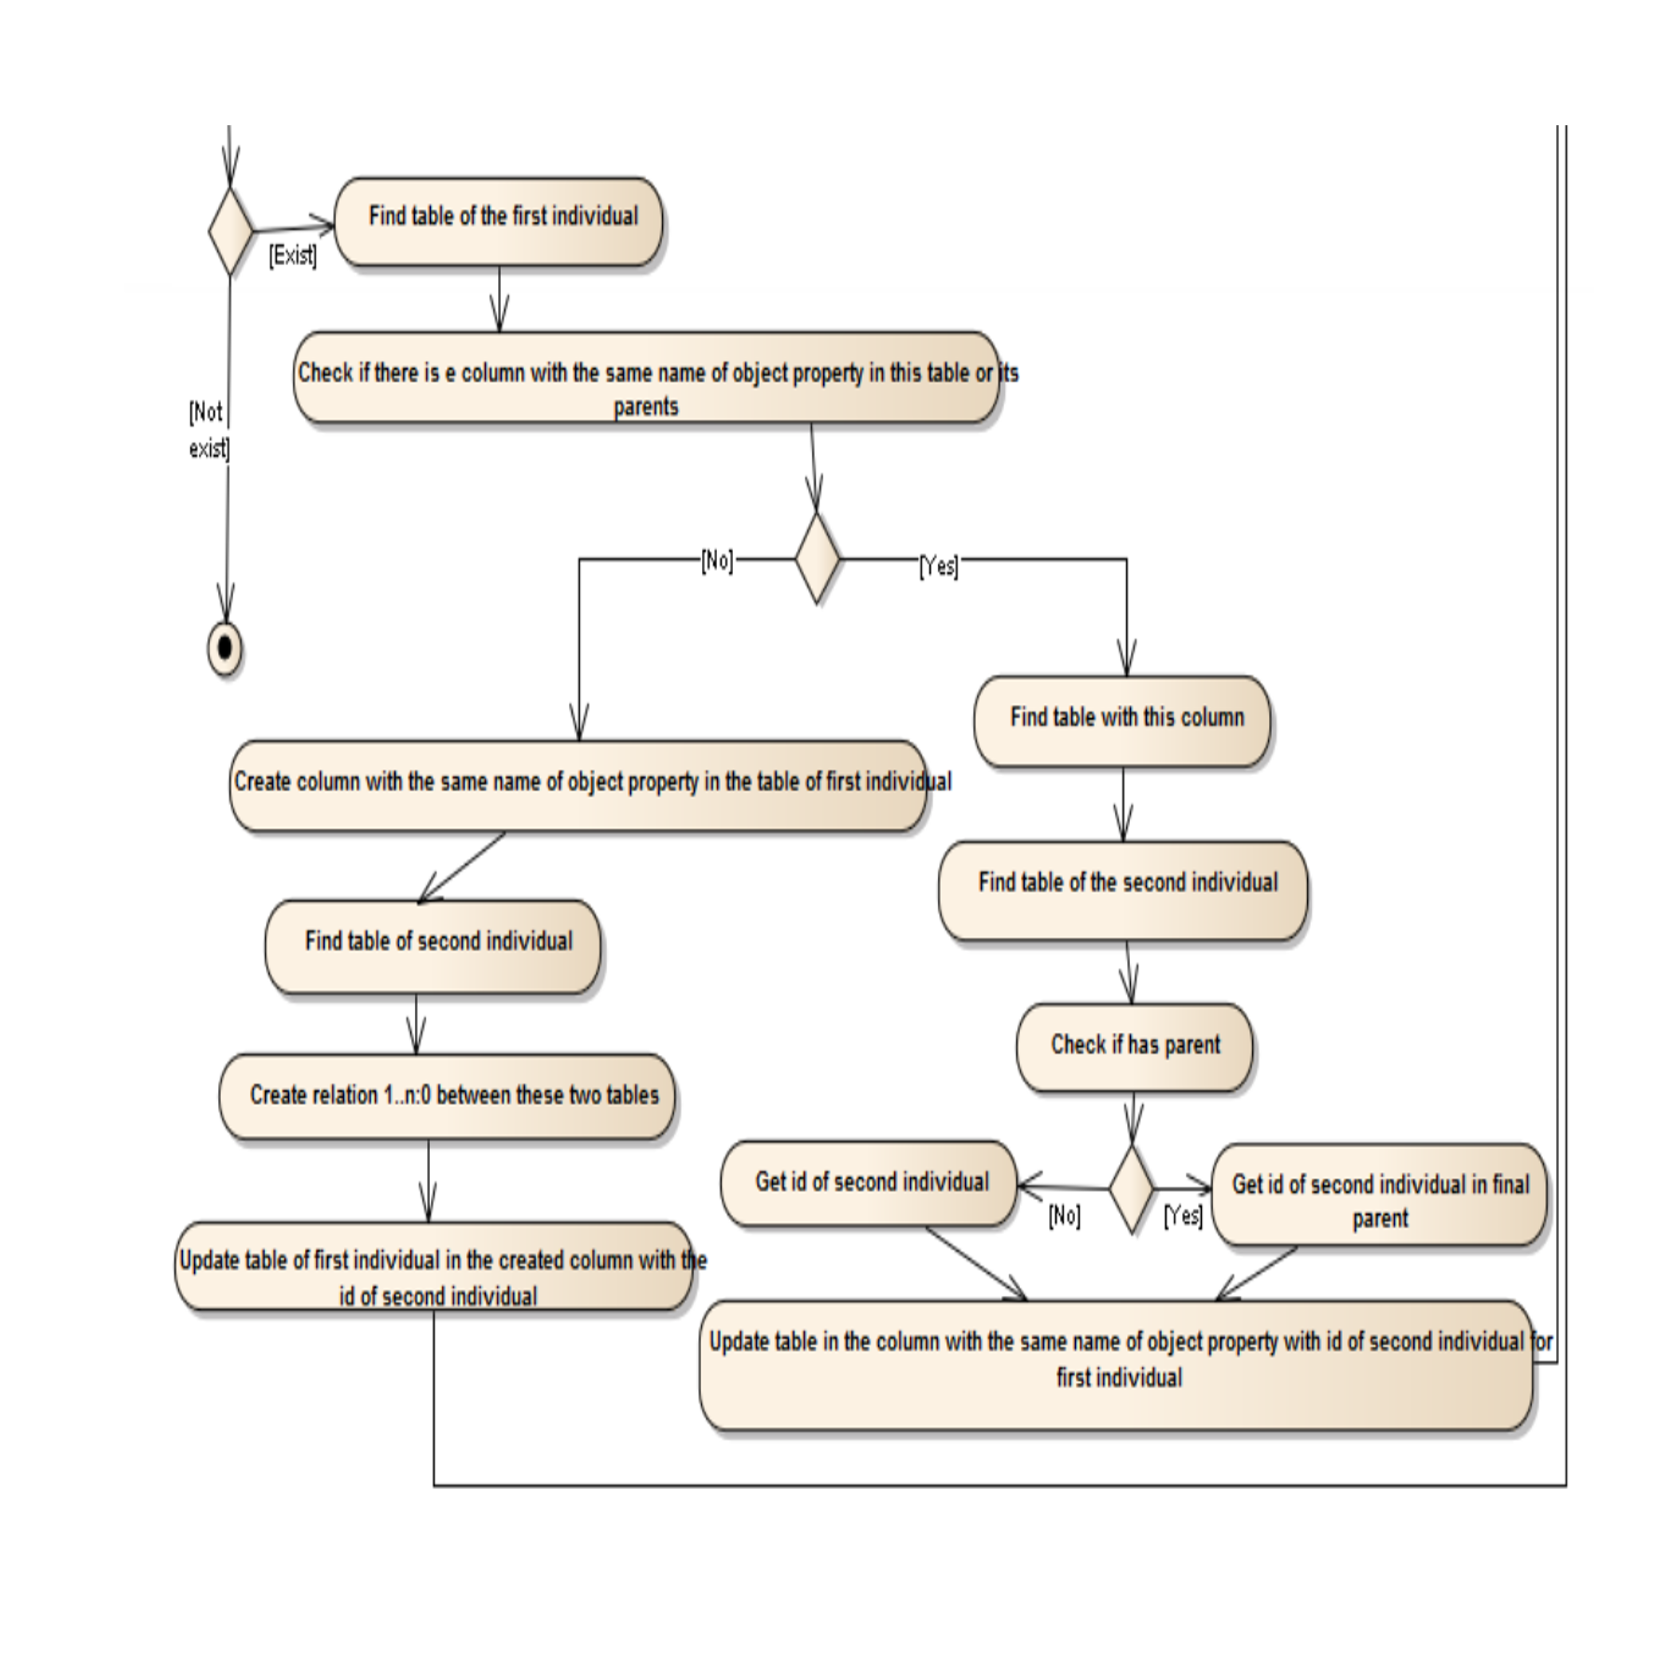 Find table of the first individual
[Exist]
Check if there is e column with the same name of object property in this table or its
parents
[Not
exist]
[No]
[Yes]
Find table with this column
Create column with the same name of object property in the table of first individual
Find table of the second individual
Find table of second individual
Check if has parent
Create relation 1..n:0 between these two tables
Get id of second individual
[No]
[Yes]
Get id of second individual in final
parent
Update table of first individual in the created column with the
id of second individual
Update table in the column with the same name of object property with id of second individual for
first individual